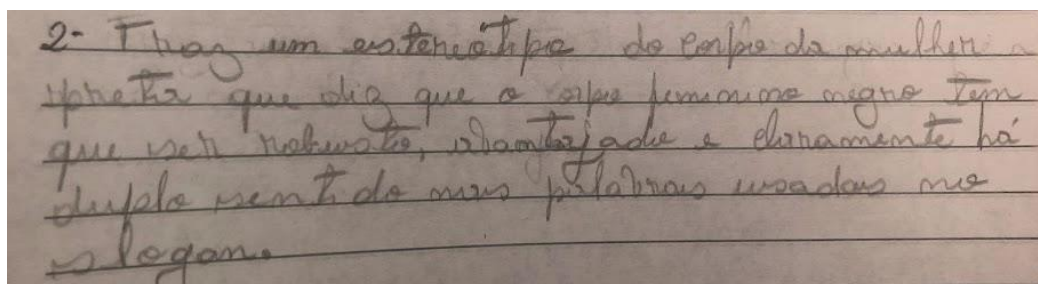 2- Traz um estereótipo do corpo da mulher
preta que diz que o corpo feminino negro tem
que ser robusto, avantajado e claramente há
duplo sentido nas palavras usadas no
slogan.